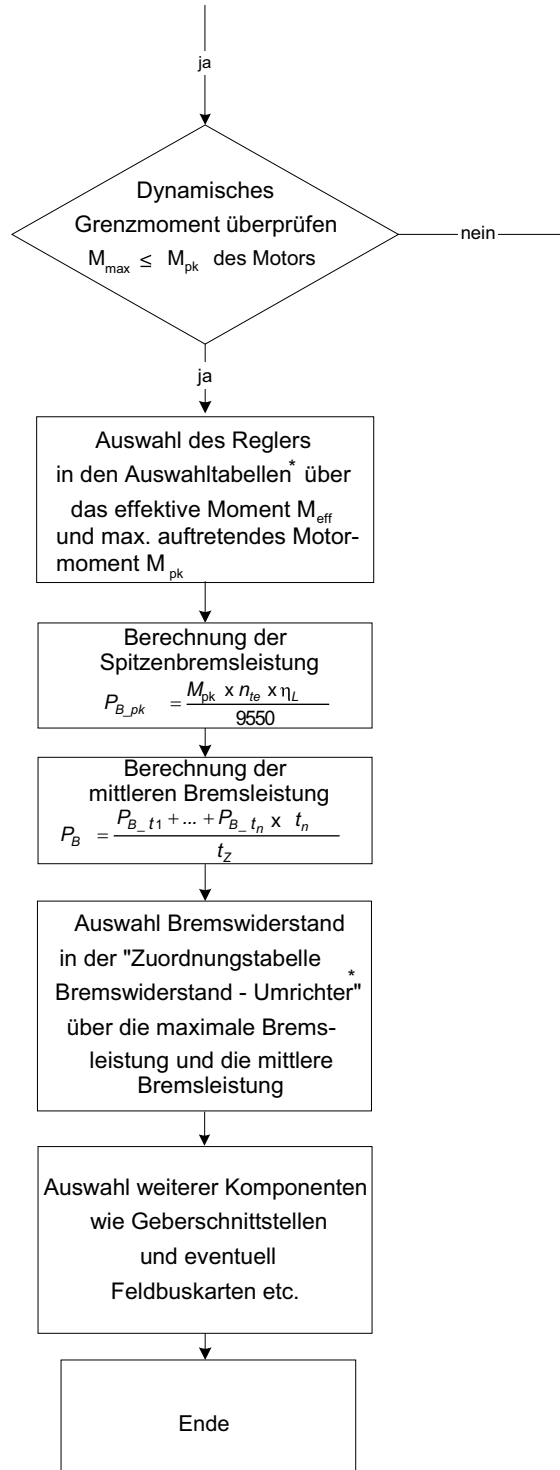 ja
Dynamisches
Grenzmoment überprüfen
M_max ≤ M_pk des Motors
nein
ja
Auswahl des Reglers
in den Auswahltabellen* über
das effektive Moment M_eff
und max. auftretendes Motor-
moment M_pk
Berechnung der
Spitzenbremsleistung
P_B_pk = M_pk x n_te x η_L / 9550
Berechnung der
mittleren Bremsleistung
P_B = P_B_t1 + ... + P_B_tn x t_n / t_Z
Auswahl Bremswiderstand
in der "Zuordnungstabelle
Bremswiderstand - Umrichter*"
über die maximale Brems-
leistung und die mittlere
Bremsleistung
Auswahl weiterer Komponenten
wie Geberschnittstellen
und eventuell
Feldbuskarten etc.
Ende